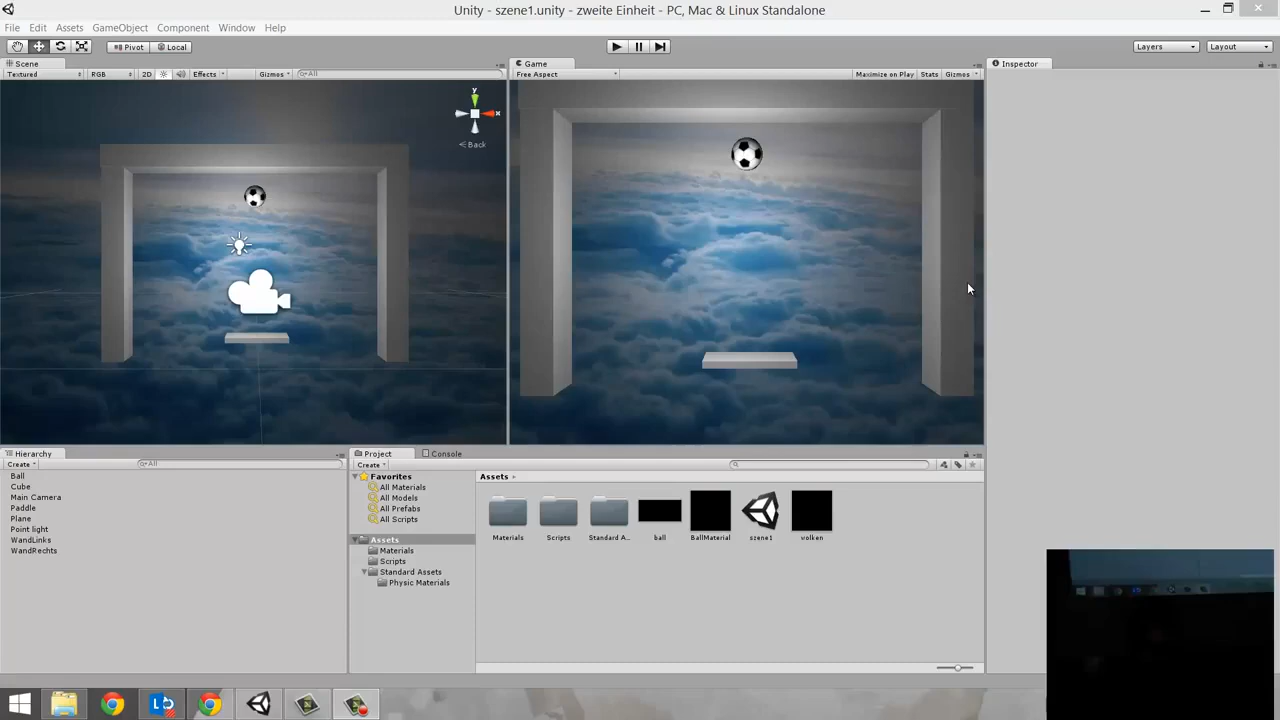 Unity - szene1.unity - zweite Einheit - PC, Mac & Linux Standalone
File Edit Assets GameObject Component Window Help
Pivot Local Layers Layout
Scene Game Inspector
Textured RGB 2D Effects Gizmos All Free Aspect Maximize on Play Stats Gizmos
y
x
Back
Hierarchy Project Console
Create All Create
Ball
Cube
Main Camera
Paddle
Plane
Point light
WandLinks
WandRechts
Favorites
All Materials
All Models
All Prefabs
All Scripts
Assets
Materials
Scripts
Standard Assets
Physic Materials
Assets
Materials Scripts Standard A... ball BallMaterial szene1 wolken